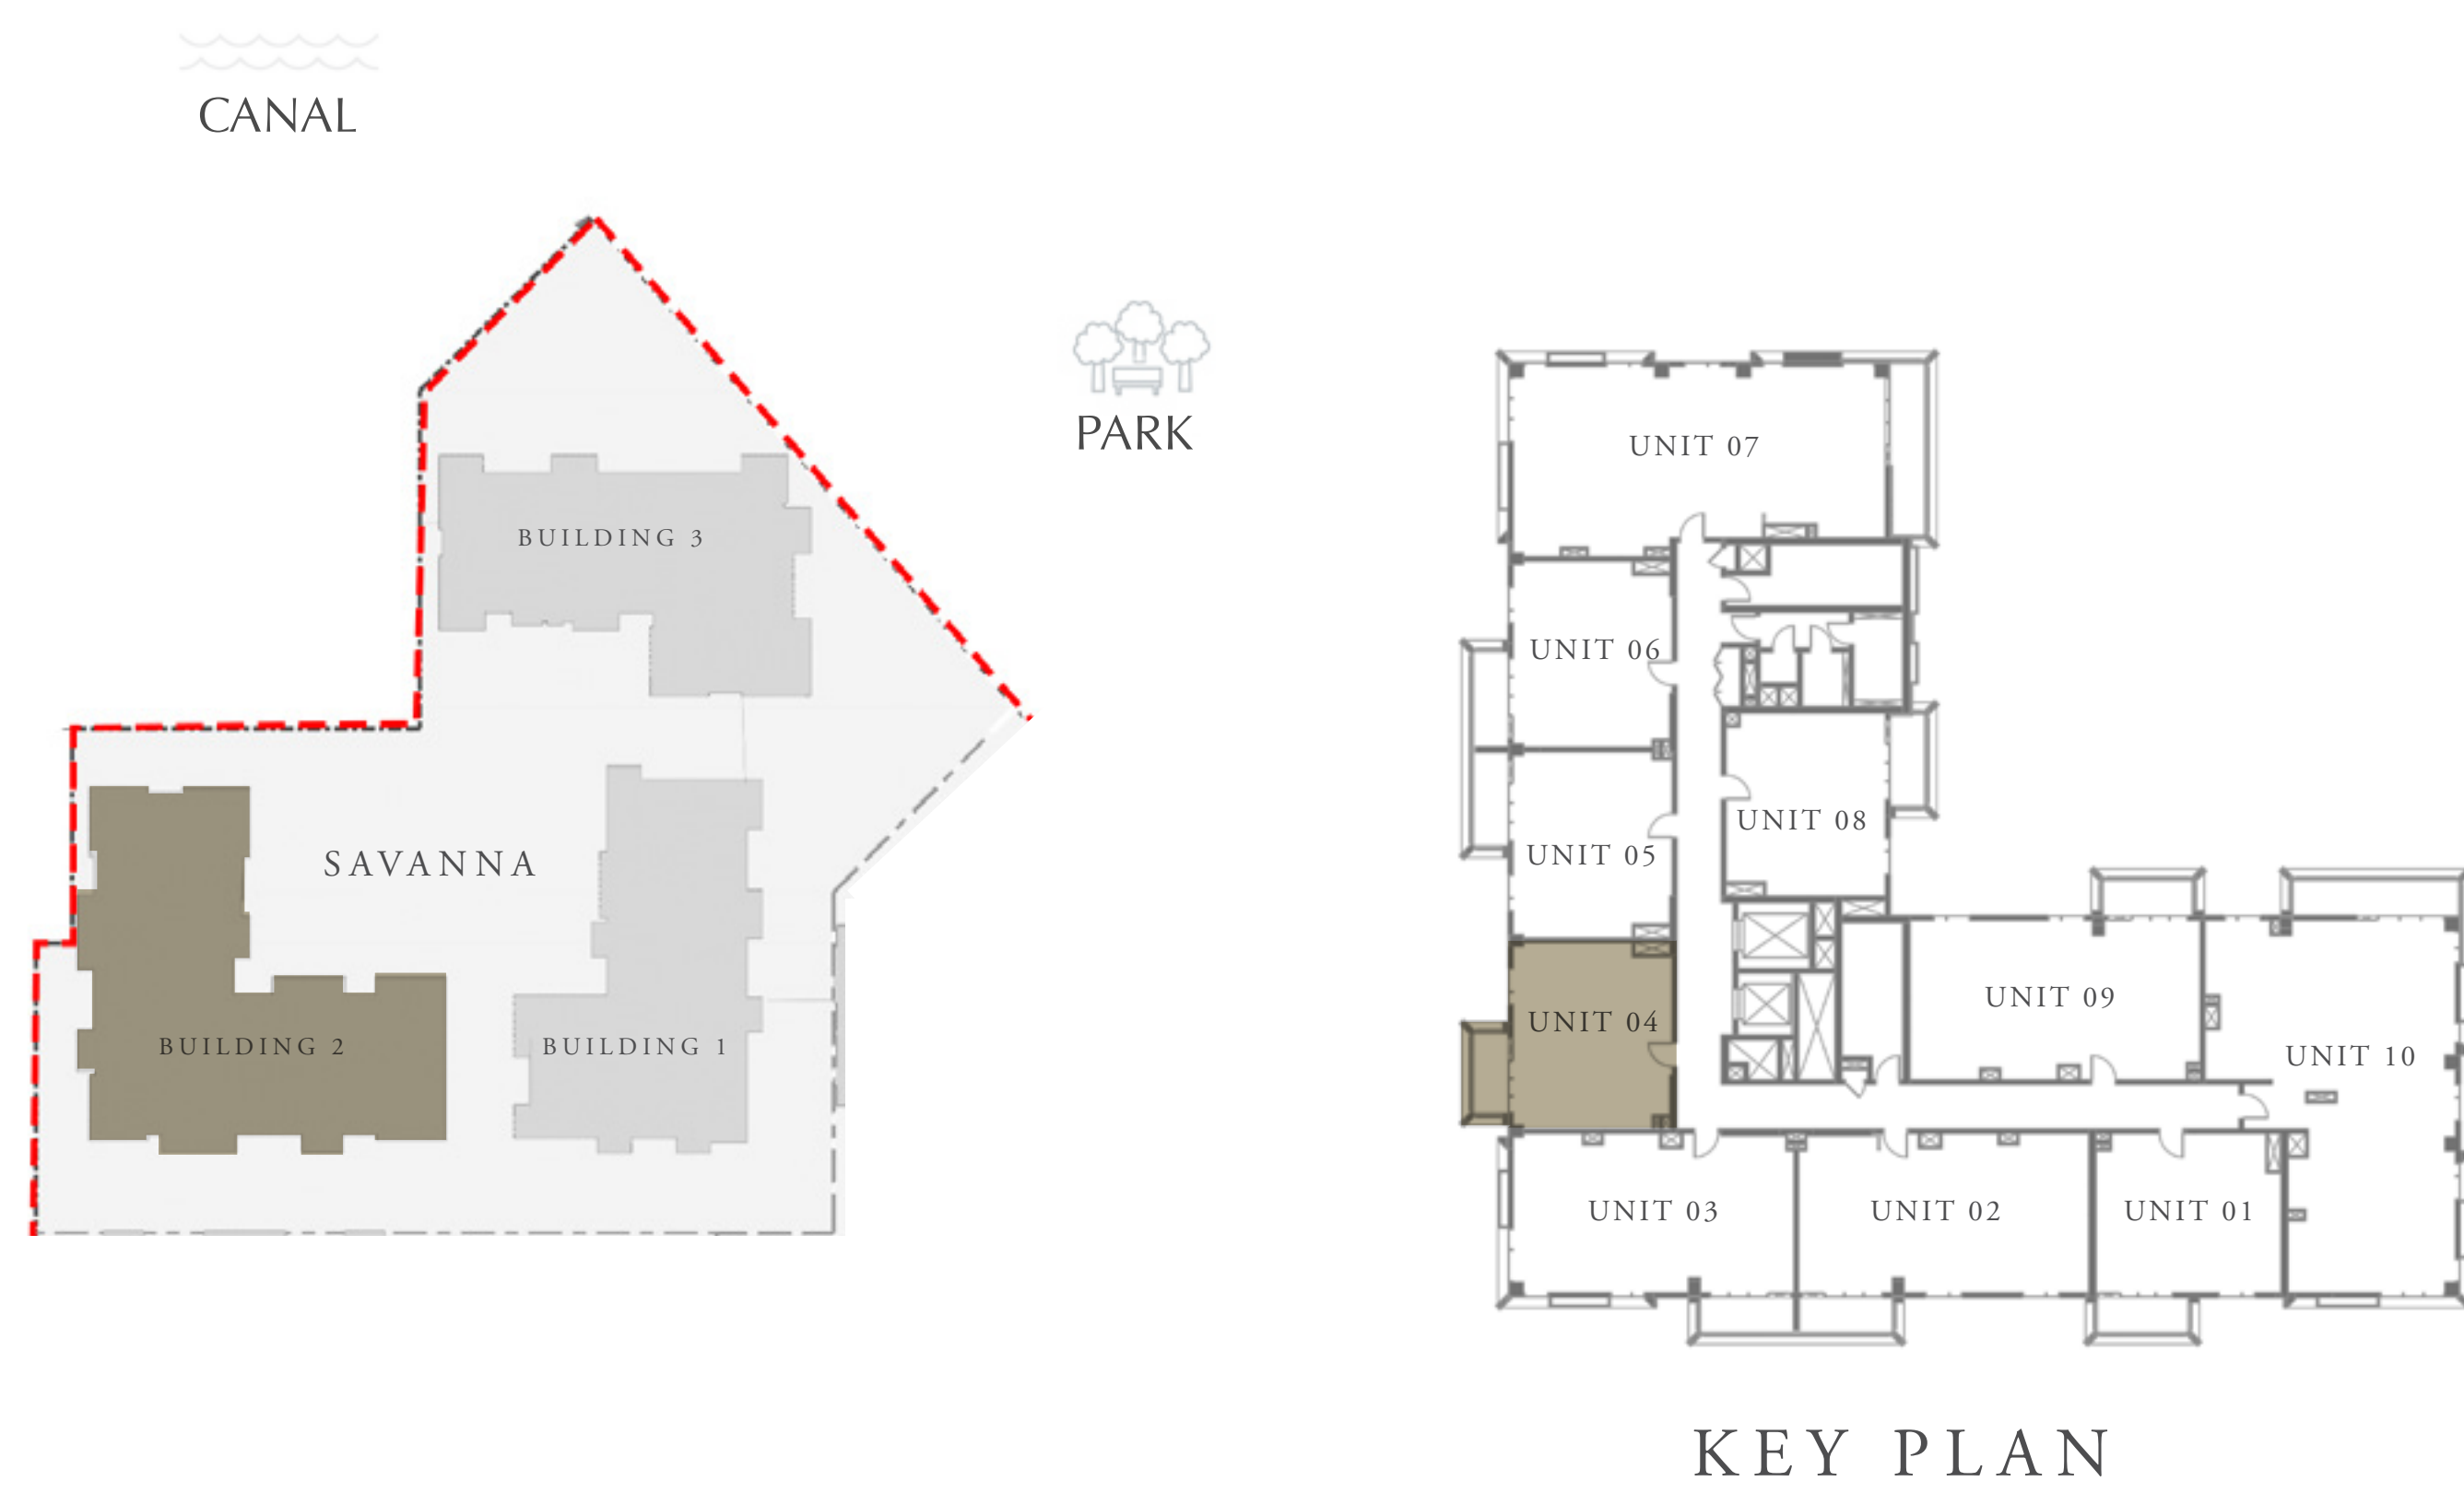 CANAL
PARK
BUILDING 3
SAVANNA
BUILDING 2
BUILDING 1
UNIT 07
UNIT 06
UNIT 08
UNIT 05
UNIT 09
UNIT 04
UNIT 10
UNIT 03
UNIT 02
UNIT 01
KEY PLAN